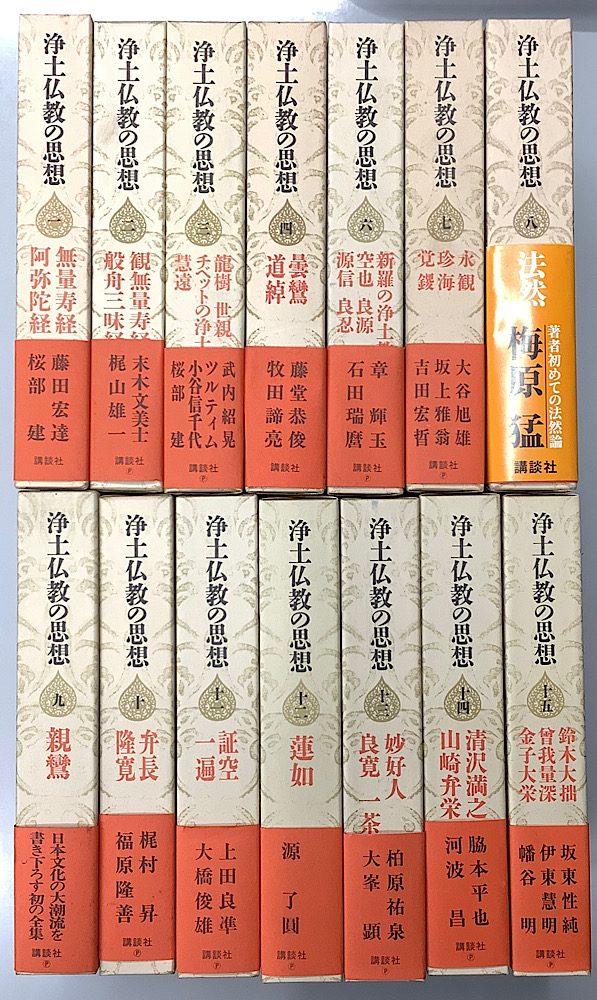 浄土仏教の思想
一
無量寿経
阿弥陀経
藤田宏達
桜部 建
講談社
浄土仏教の思想
二
観無量寿経
般舟三昧経
末木文美士
梶山雄一
講談社
浄土仏教の思想
三
龍樹 世親
チベットの浄土
慧遠
武内紹晃
ツルティム
小谷信千代
桜部 建
講談社
浄土仏教の思想
四
曇鸞
道綽
藤堂恭俊
牧田諦亮
講談社
浄土仏教の思想
六
新羅の浄土教
空也 良源
源信 良忍
章 輝玉
石田瑞麿
講談社
浄土仏教の思想
七
永観
珍海
覚鑁
大谷旭雄
坂上雅翁
吉田宏晢
講談社
浄土仏教の思想
八
法然
著者初めての法然論
梅原 猛
講談社
浄土仏教の思想
九
親鸞
日本文化の大潮流を
書き下ろす初の全集
講談社
浄土仏教の思想
十
弁長
隆寛
梶村 昇
福原隆善
講談社
浄土仏教の思想
十一
証空
一遍
上田良準
大橋俊雄
講談社
浄土仏教の思想
十二
蓮如
源 了圓
講談社
浄土仏教の思想
十三
妙好人
良寛 一茶
柏原祐泉
大峯 顕
講談社
浄土仏教の思想
十四
清沢満之
山崎弁栄
脇本平也
河波 昌
講談社
浄土仏教の思想
十五
鈴木大拙
曾我量深
金子大栄
坂東性純
伊東慧明
幡谷 明
講談社